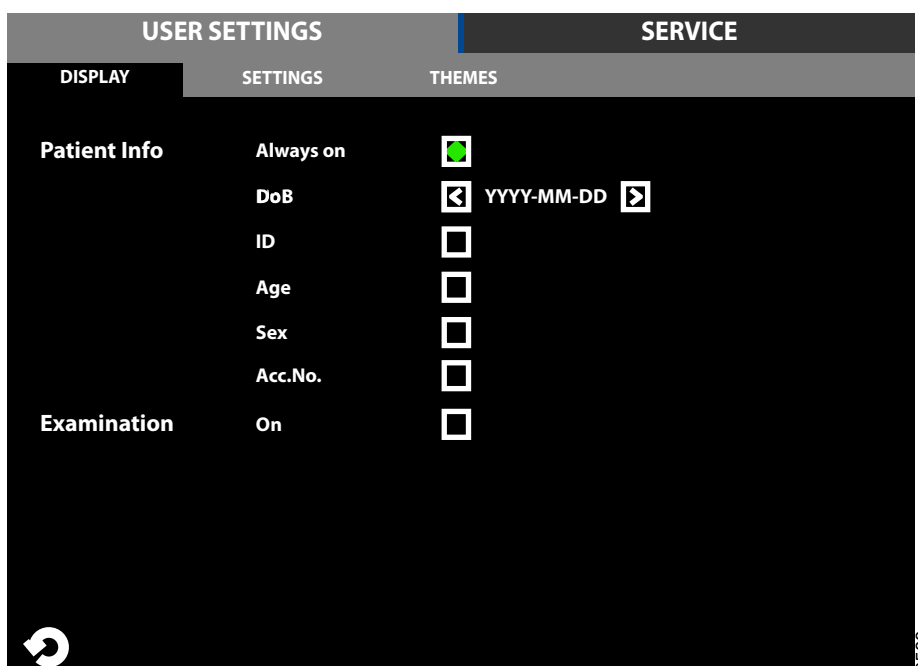 USER SETTINGS SERVICE
DISPLAY SETTINGS THEMES
Patient Info Always on
DoB YYYY-MM-DD
ID
Age
Sex
Acc.No.
Examination On